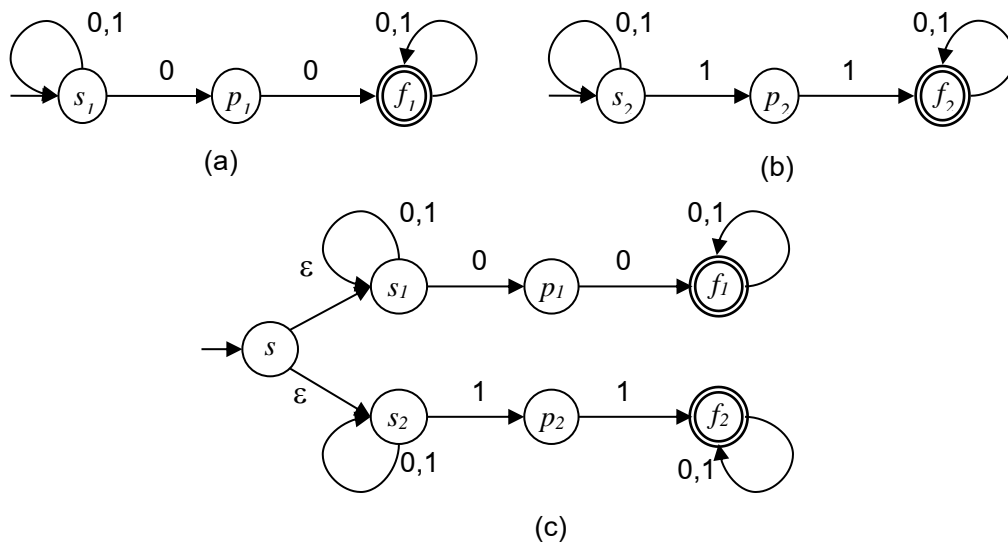 0,1 0,1 0,1 0,1
0 0 1 1
s1 p1 f1 s2 p2 f2
(a) (b)
0,1 0,1
ε 0 0
s1 p1 f1
s
ε 1 1
s2 p2 f2
0,1 0,1
(c)